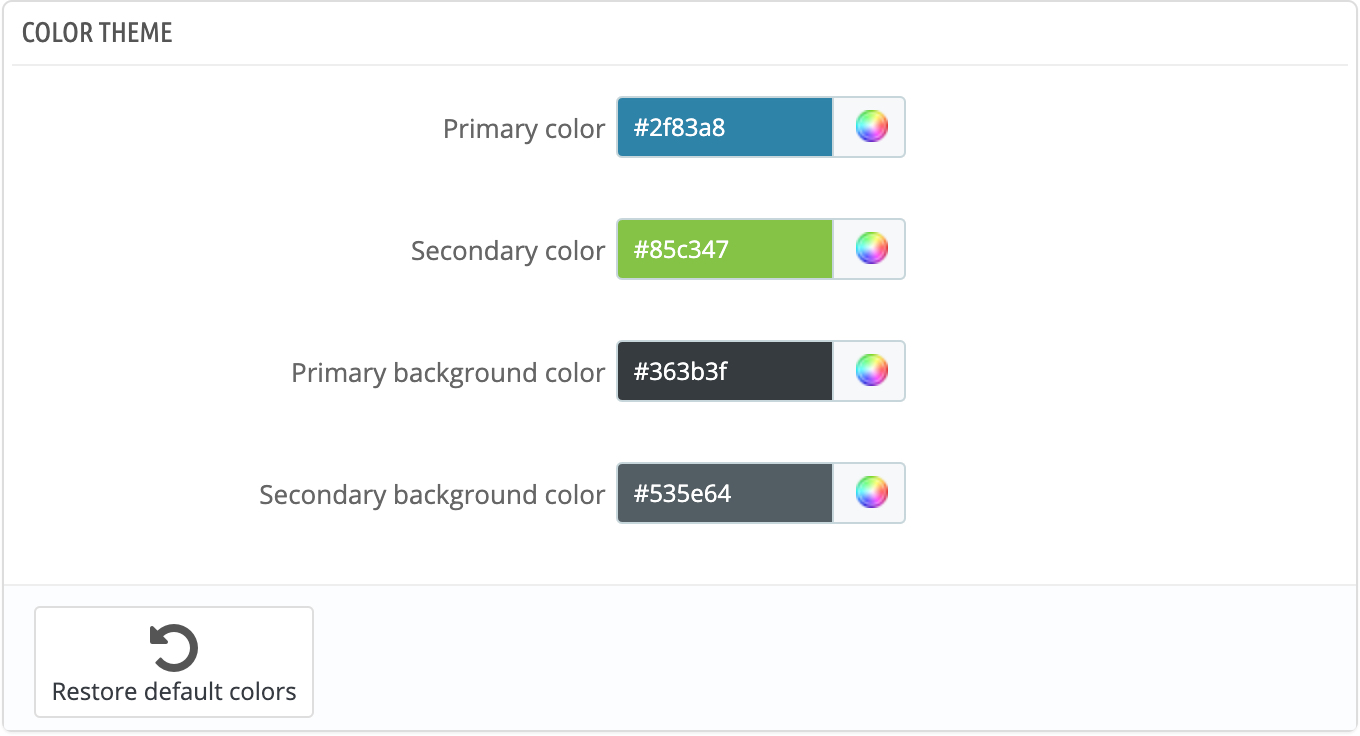 COLOR THEME
Primary color #2f83a8
Secondary color #85c347
Primary background color #363b3f
Secondary background color #535e64
Restore default colors